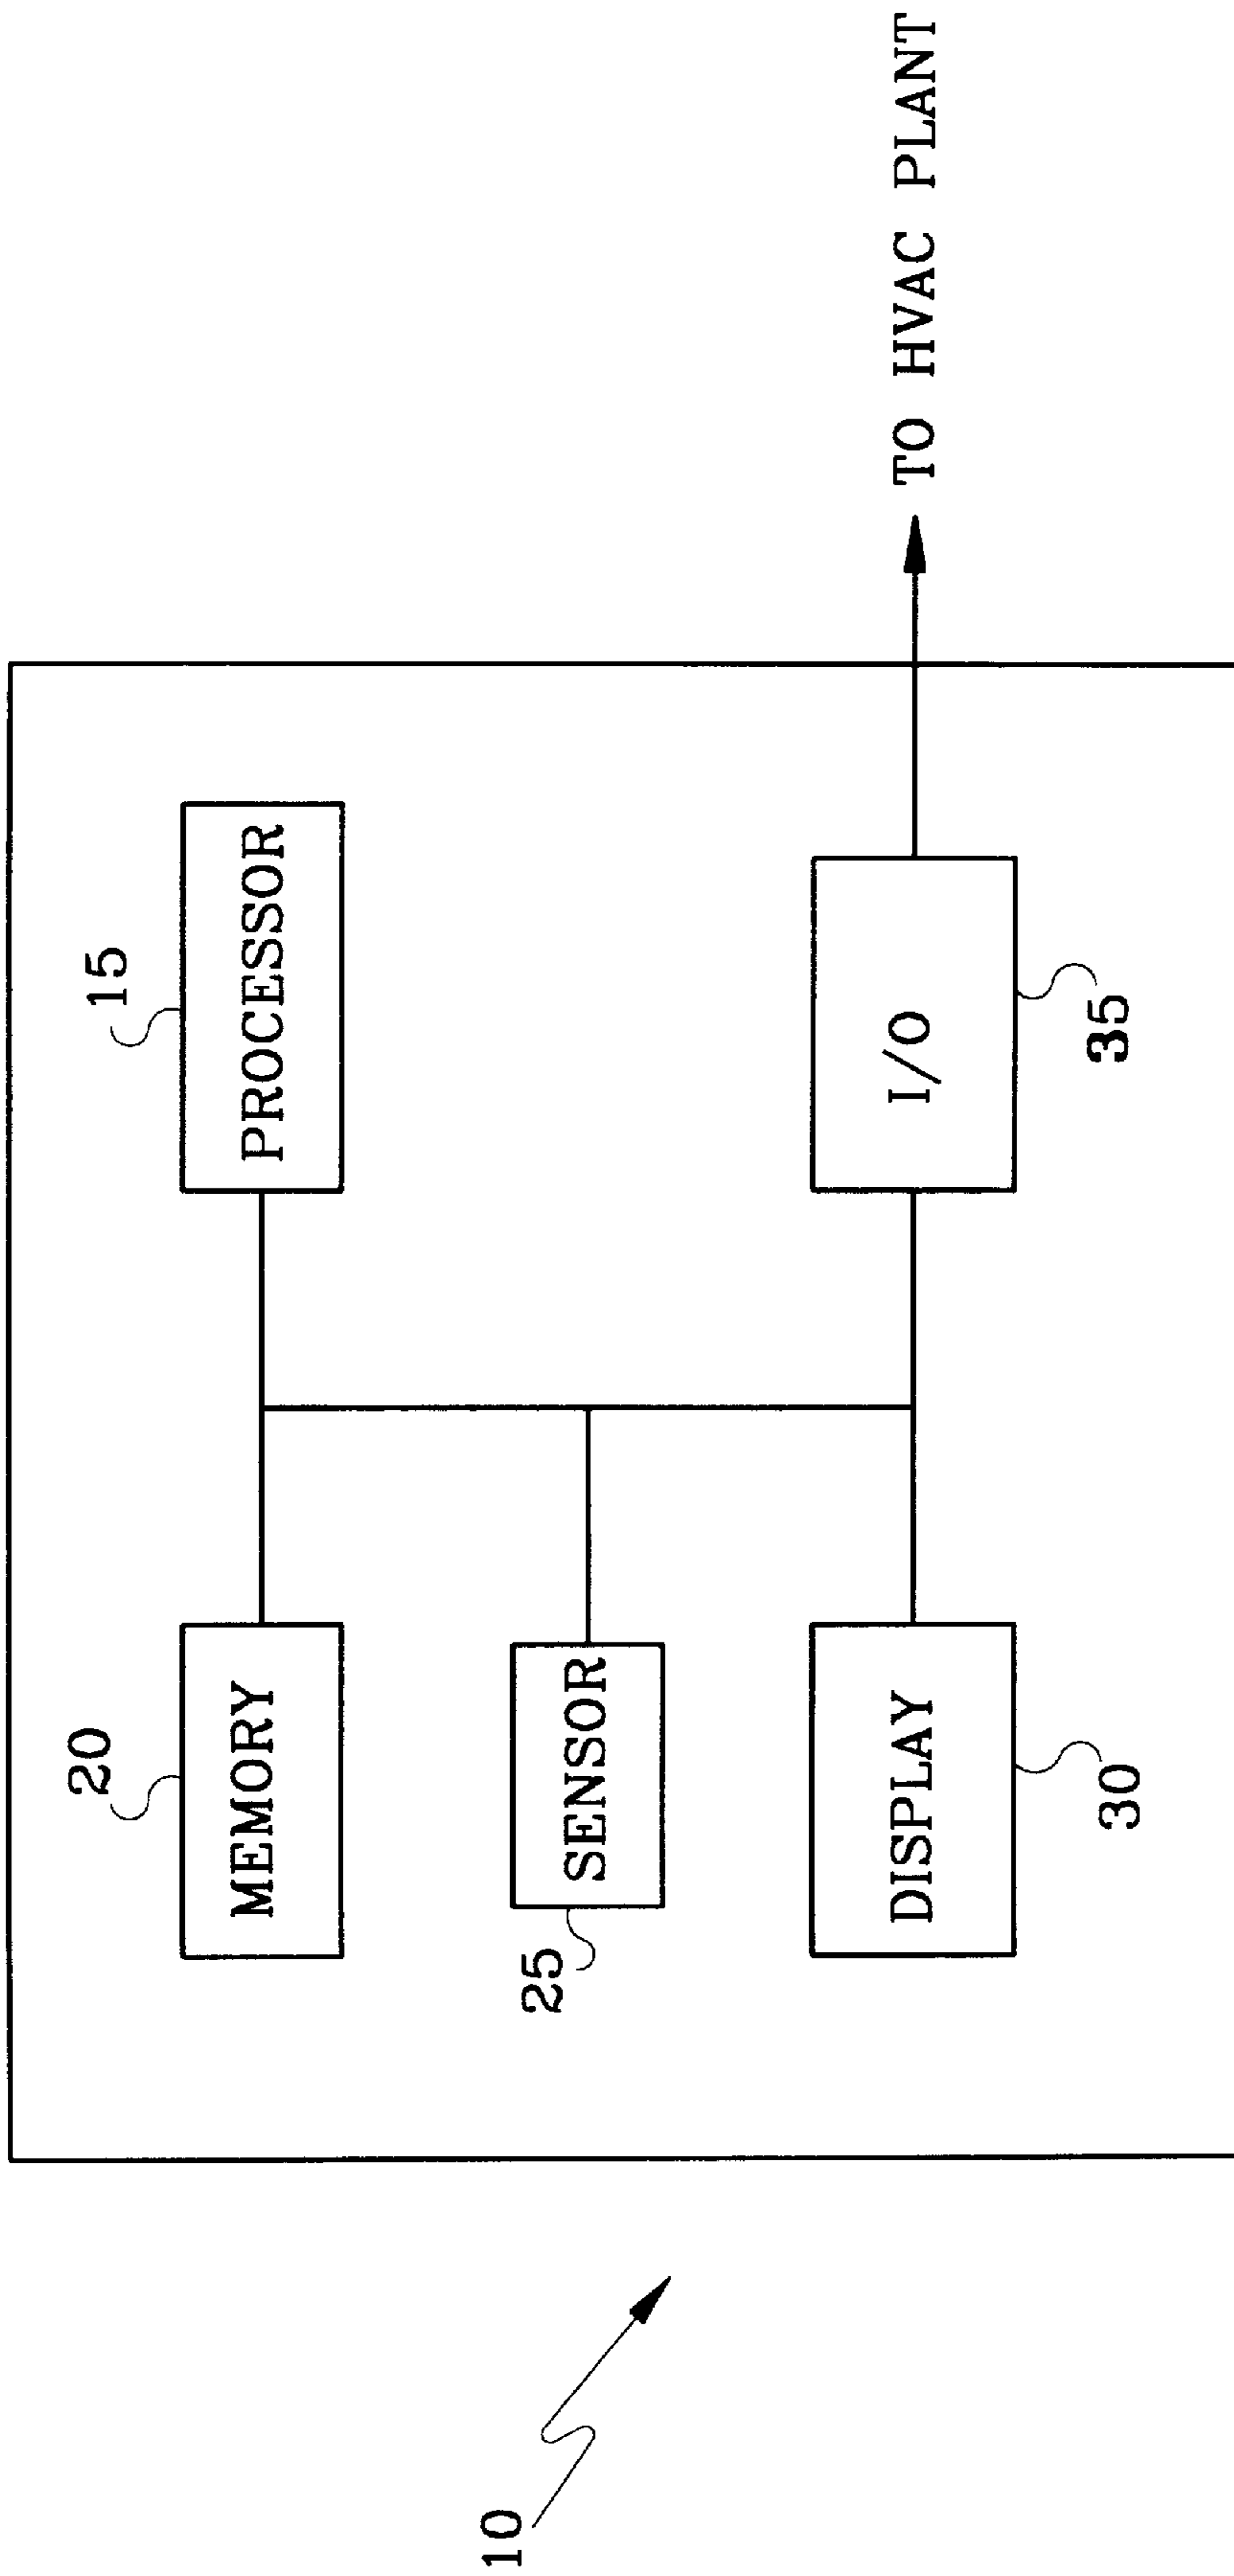 10
20
MEMORY
15
PROCESSOR
25
SENSOR
DISPLAY
30
I/O
35
TO HVAC PLANT